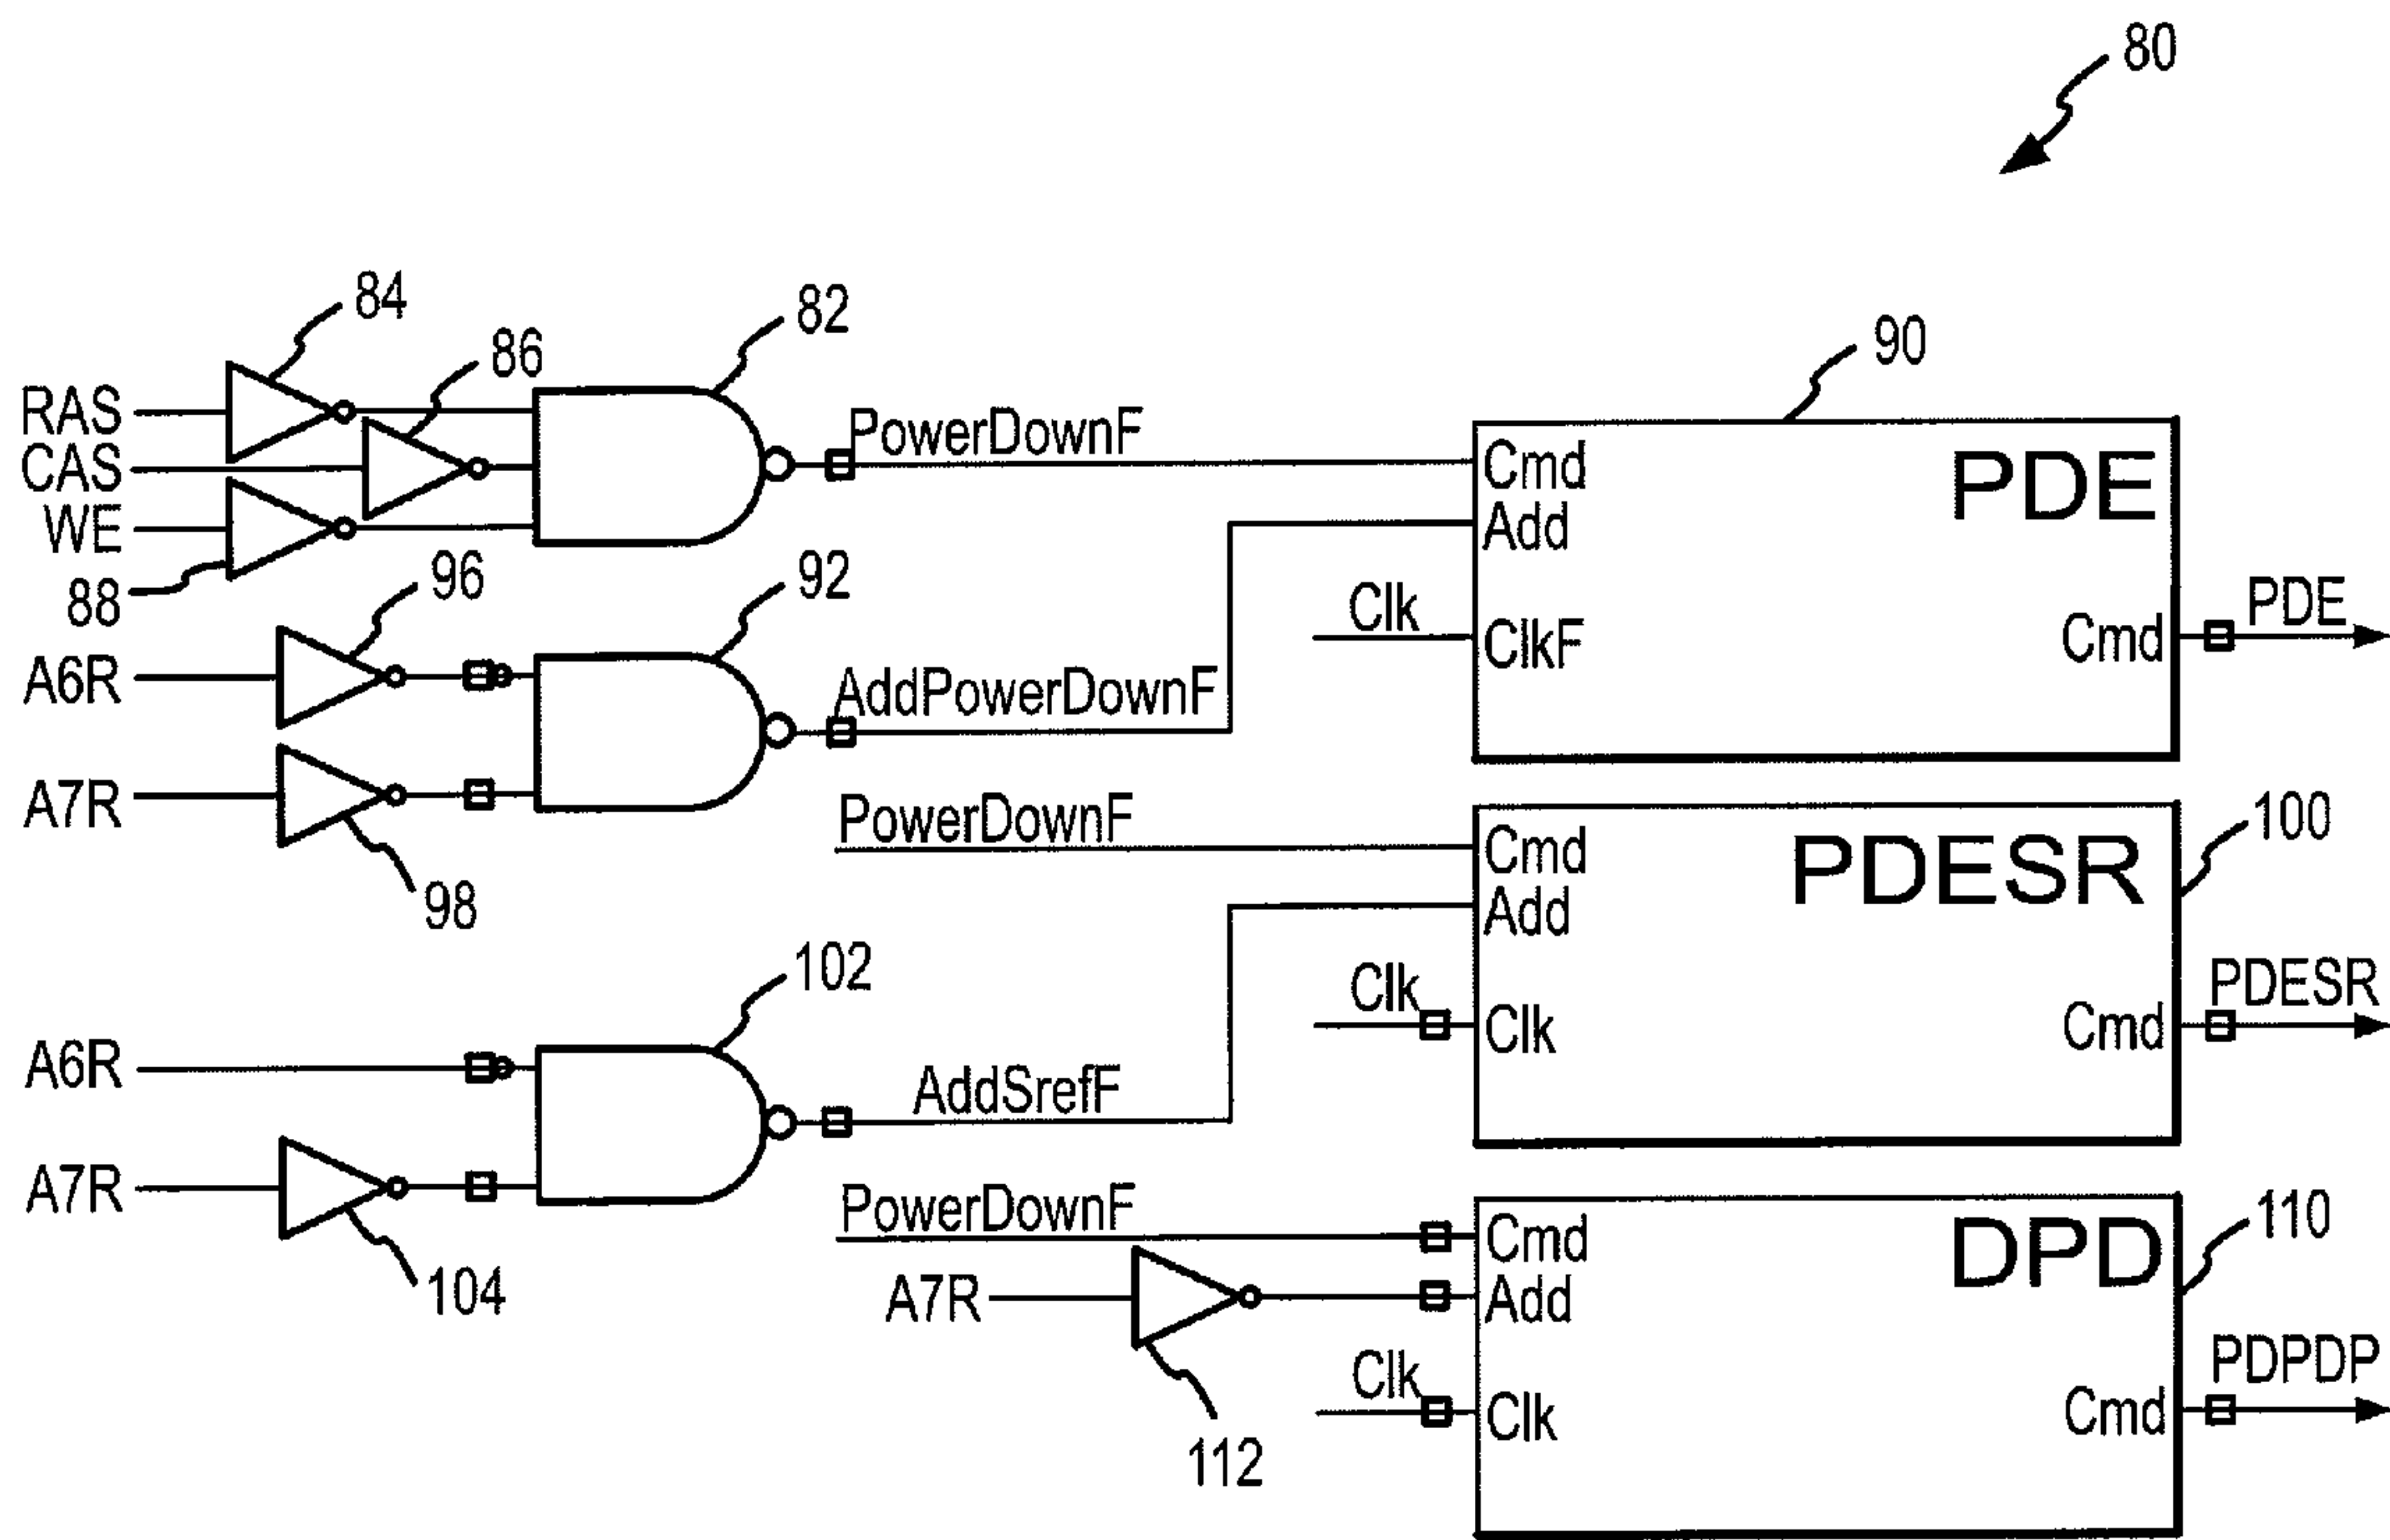 80
84
82
86
90
RAS
CAS
WE
88
PowerDownF
Cmd
PDE
Add
Clk
ClkF
Cmd
PDE
96
92
A6R
AddPowerDownF
A7R
98
PowerDownF
Cmd
PDESR
100
Add
102
Clk
Clk
Cmd
PDESR
A6R
AddSrefF
A7R
104
PowerDownF
Cmd
DPD
110
A7R
Add
112
Clk
Clk
Cmd
PDPDP